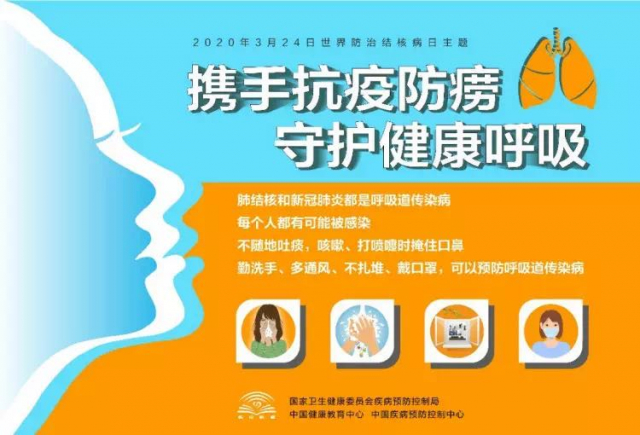 2020年3月24日世界防治结核病日主题
携手抗疫防痨
守护健康呼吸
肺结核和新冠肺炎都是呼吸道传染病
每个人都有可能被感染
不随地吐痰，咳嗽、打喷嚏时掩住口鼻
勤洗手、多通风、不扎堆、戴口罩，可以预防呼吸道传染病
国家卫生健康委员会疾病预防控制局
中国健康教育中心 中国疾病预防控制中心